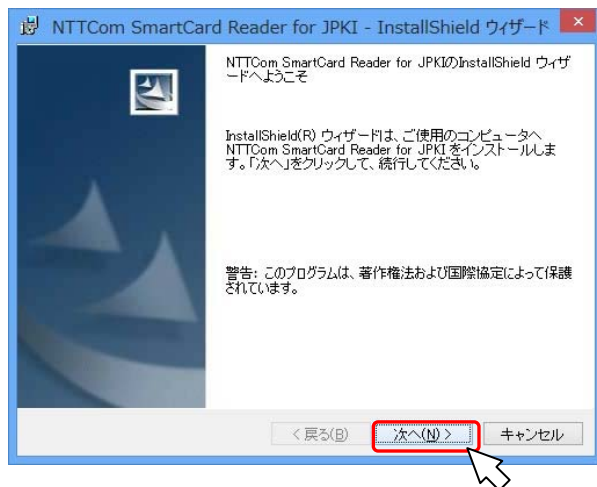 NTTCom SmartCard Reader for JPKI - InstallShield ウィザード
NTTCom SmartCard Reader for JPKIのInstallShield ウィザ
ードへようこそ
InstallShield(R) ウィザードは、ご使用のコンピュータへ
NTTCom SmartCard Reader for JPKI をインストールしま
す。「次へ」をクリックして、続行してください。
警告: このプログラムは、著作権法および国際協定によって保護
されています。
< 戻る(B) 次へ(N) > キャンセル